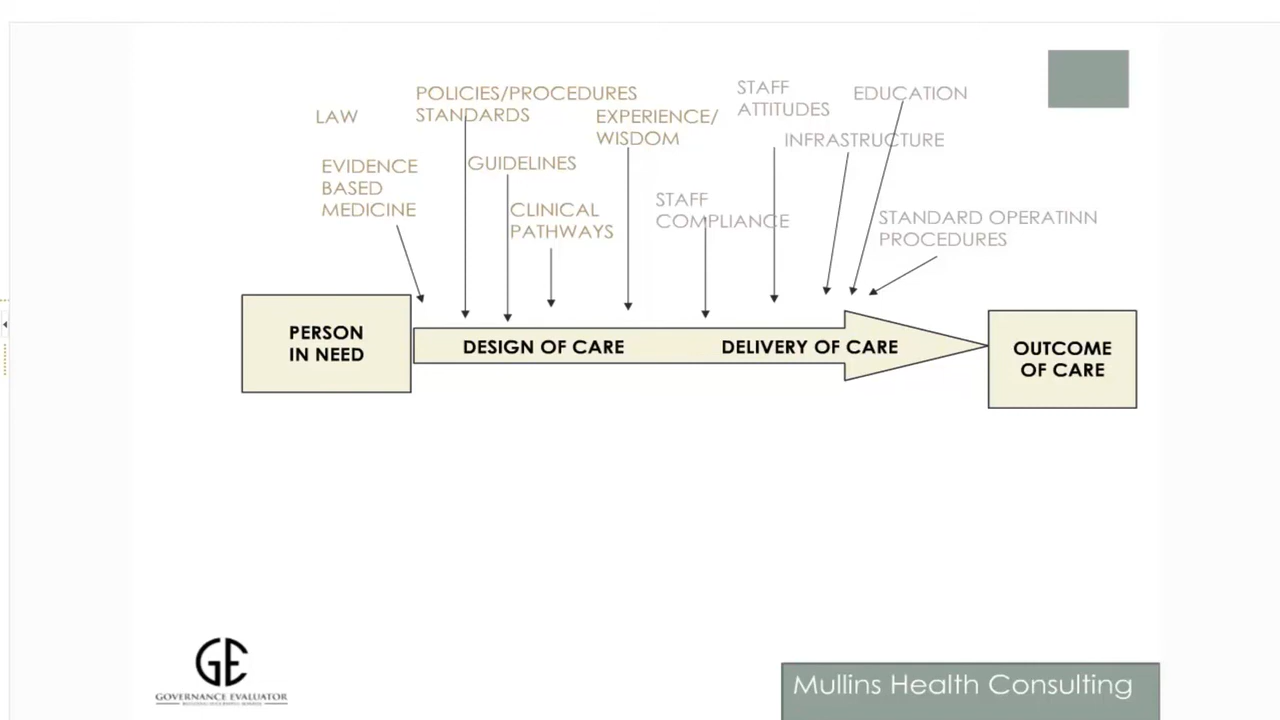 LAW
POLICIES/PROCEDURES
STANDARDS
EXPERIENCE/
WISDOM
STAFF
ATTITUDES
EDUCATION
INFRASTRUCTURE
EVIDENCE
BASED
MEDICINE
GUIDELINES
CLINICAL
PATHWAYS
STAFF
COMPLIANCE
STANDARD OPERATINN
PROCEDURES
PERSON
IN NEED
DESIGN OF CARE
DELIVERY OF CARE
OUTCOME
OF CARE
GE
GOVERNANCE EVALUATOR
Mullins Health Consulting